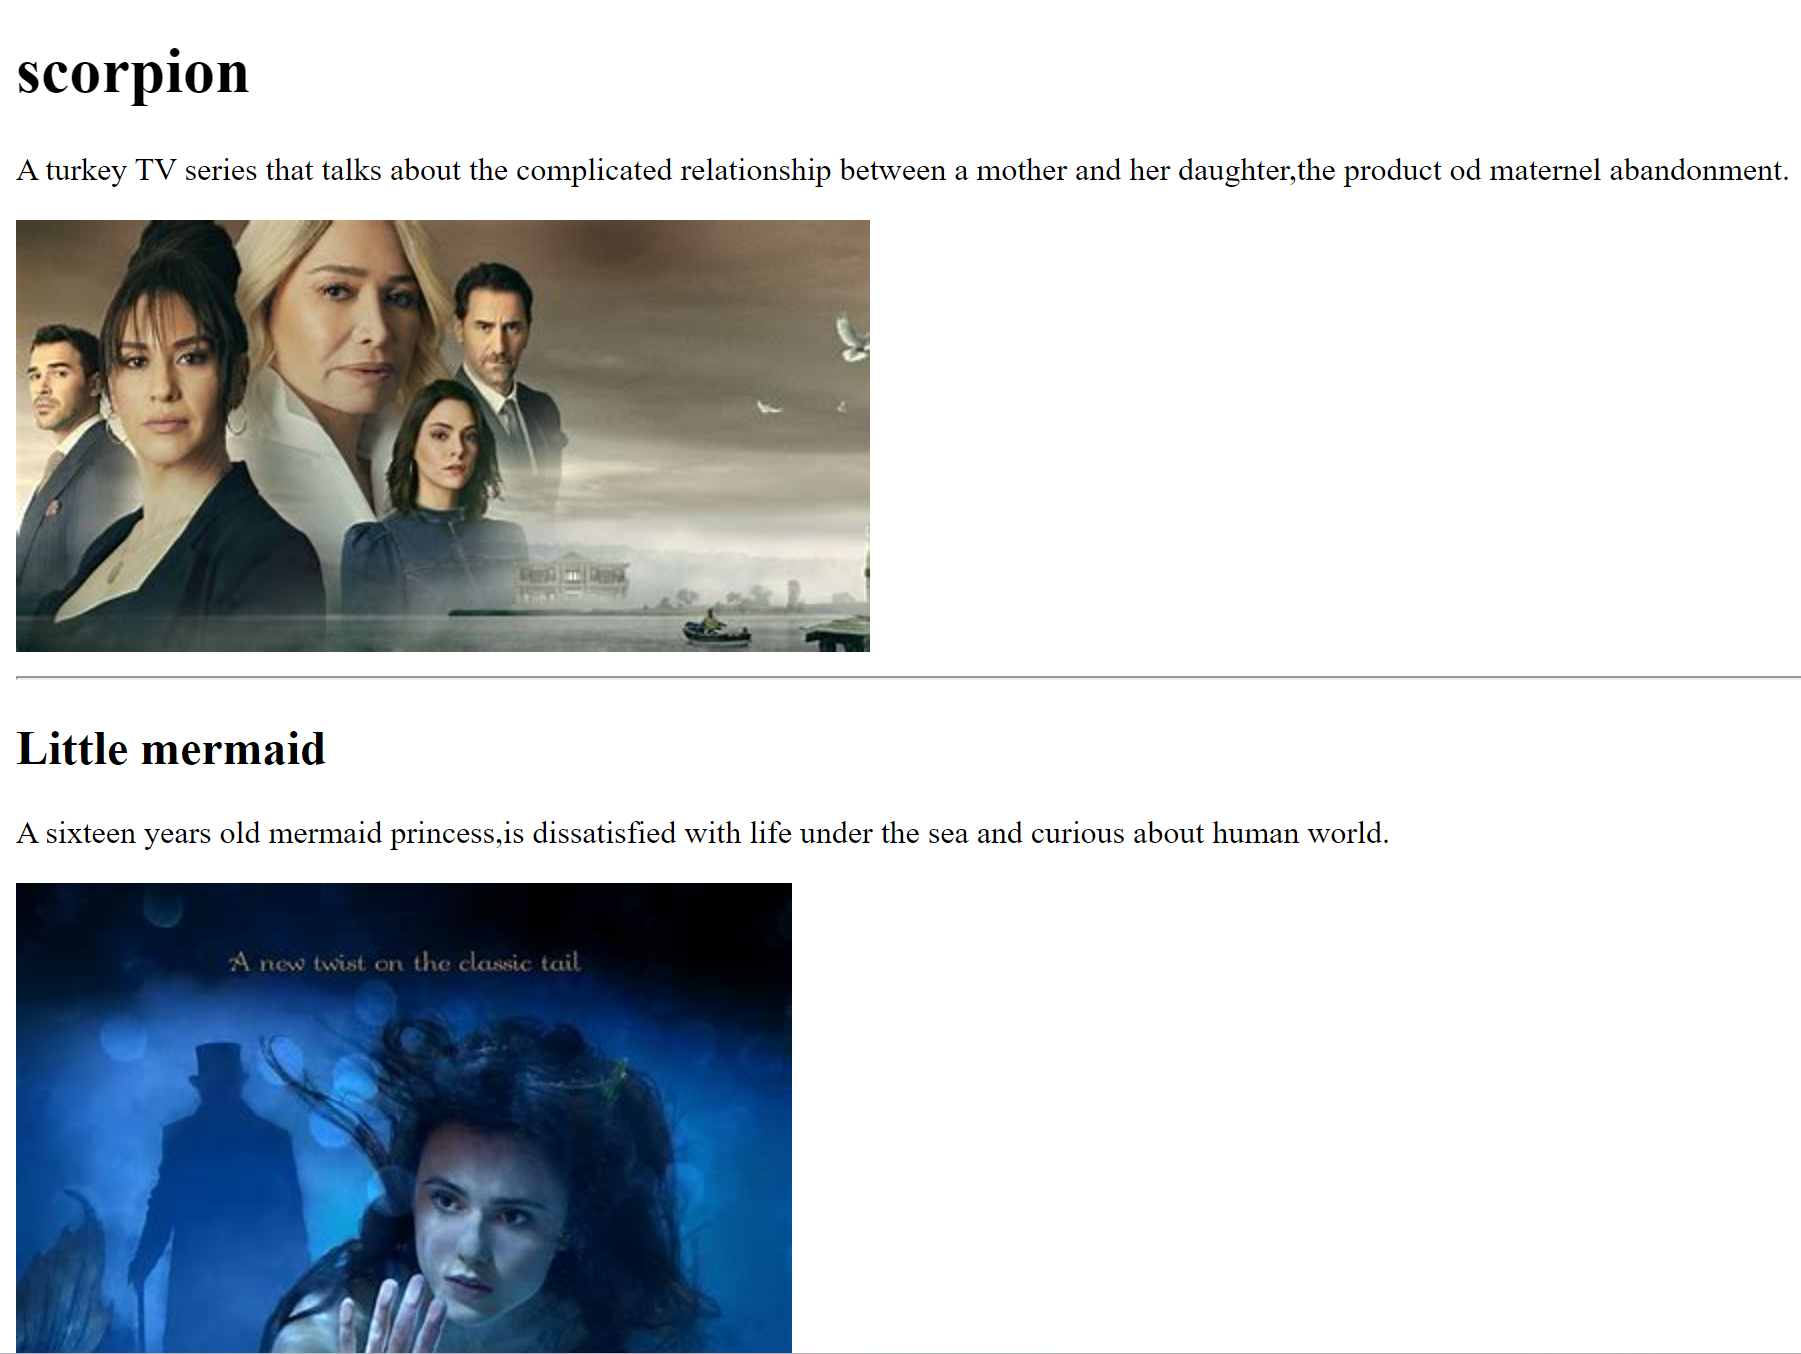 scorpion
A turkey TV series that talks about the complicated relationship between a mother and her daughter,the product od maternel abandonment.
Little mermaid
A sixteen years old mermaid princess,is dissatisfied with life under the sea and curious about human world.
A new twist on the classic tail